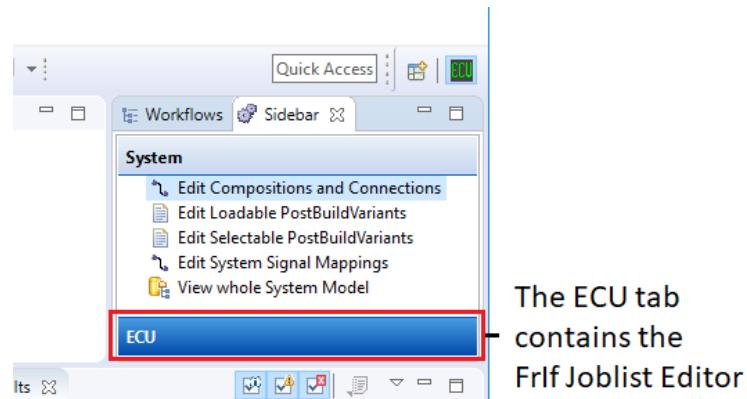 Quick Access
ECU
Workflows
Sidebar
System
Edit Compositions and Connections
Edit Loadable PostBuildVariants
Edit Selectable PostBuildVariants
Edit System Signal Mappings
View whole System Model
ECU
The ECU tab
contains the
FrIf Joblist Editor
lts